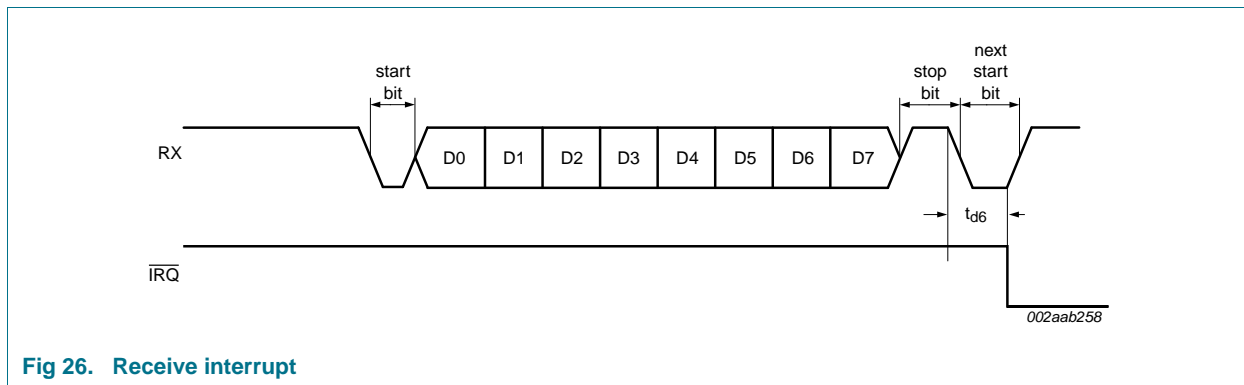 start
bit
stop
bit
next
start
bit
RX
D0 D1 D2 D3 D4 D5 D6 D7
td6
IRQ
002aab258
Fig 26. Receive interrupt